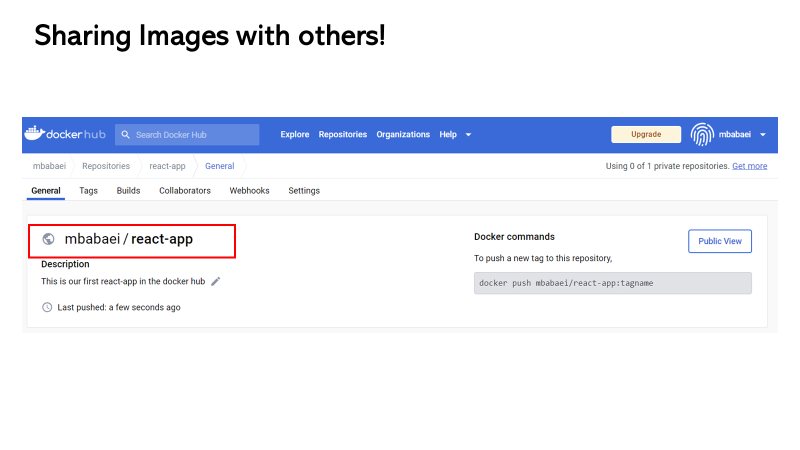 Sharing Images with others!
docker hub Search Docker Hub Explore Repositories Organizations Help Upgrade mbabaei
mbabaei Repositories react-app General Using 0 of 1 private repositories. Get more
General Tags Builds Collaborators Webhooks Settings
mbabaei / react-app
Description
This is our first react-app in the docker hub
Last pushed: a few seconds ago
Docker commands
Public View
To push a new tag to this repository,
docker push mbabaei/react-app:tagname